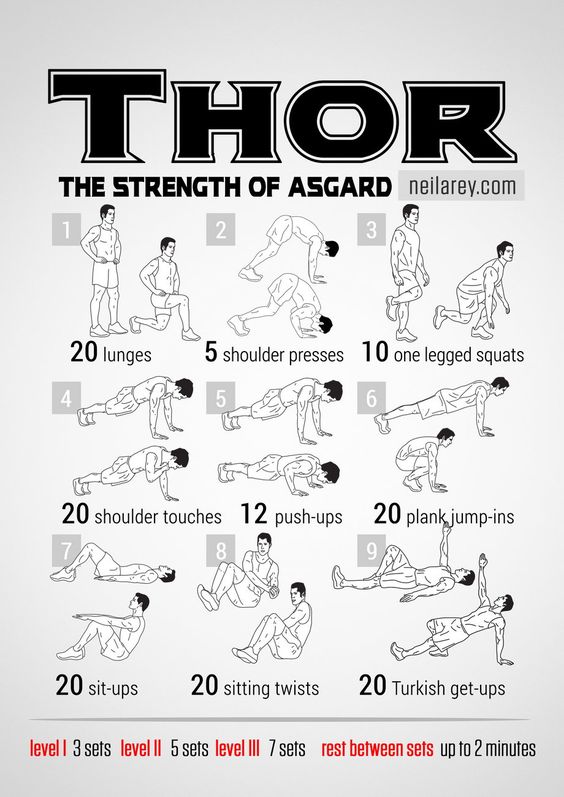 THOR
THE STRENGTH OF ASGARD neilarey.com
1 2 3
20 lunges 5 shoulder presses 10 one legged squats
4 5 6
20 shoulder touches 12 push-ups 20 plank jump-ins
7 8 9
20 sit-ups 20 sitting twists 20 Turkish get-ups
level I 3 sets level II 5 sets level III 7 sets rest between sets up to 2 minutes